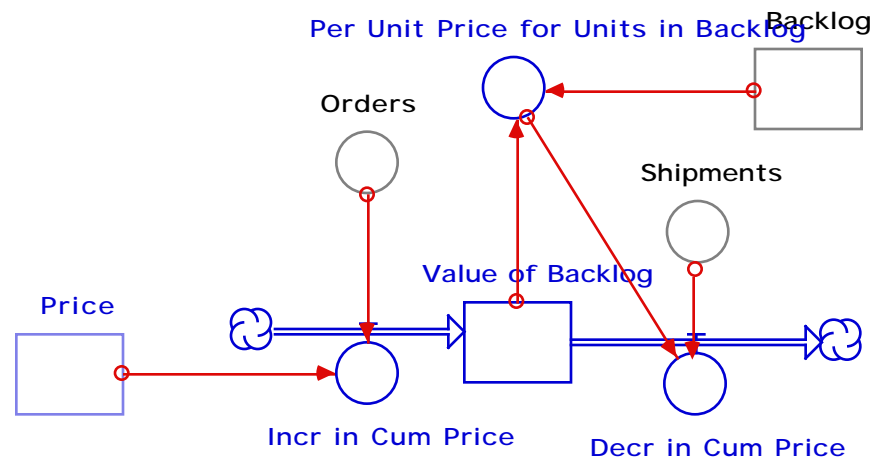 Backlog
Per Unit Price for Units in Backlog
Orders
Shipments
Value of Backlog
Price
Incr in Cum Price
Decr in Cum Price